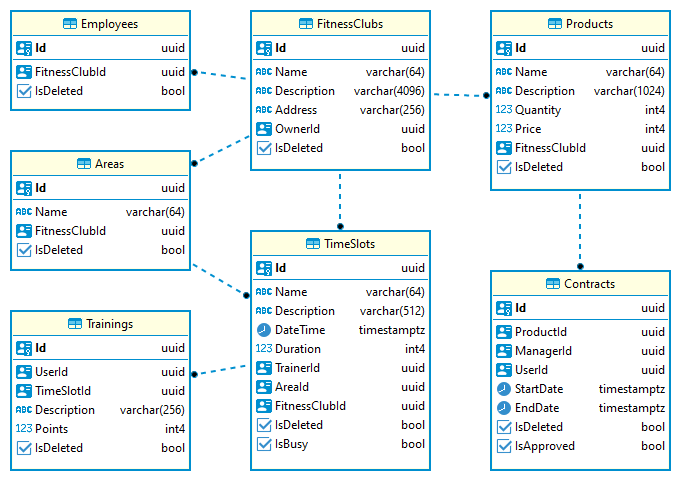 Employees
Id uuid
FitnessClubId uuid
IsDeleted bool
FitnessClubs
Id uuid
ABC Name varchar(64)
ABC Description varchar(4096)
ABC Address varchar(256)
OwnerId uuid
IsDeleted bool
Products
Id uuid
ABC Name varchar(64)
ABC Description varchar(1024)
123 Quantity int4
123 Price int4
FitnessClubId uuid
IsDeleted bool
Areas
Id uuid
ABC Name varchar(64)
FitnessClubId uuid
IsDeleted bool
TimeSlots
Id uuid
ABC Name varchar(64)
ABC Description varchar(512)
DateTime timestamptz
123 Duration int4
TrainerId uuid
AreaId uuid
FitnessClubId uuid
IsDeleted bool
IsBusy bool
Contracts
Id uuid
ProductId uuid
ManagerId uuid
UserId uuid
StartDate timestamptz
EndDate timestamptz
IsDeleted bool
IsApproved bool
Trainings
Id uuid
UserId uuid
TimeSlotId uuid
ABC Description varchar(256)
123 Points int4
IsDeleted bool